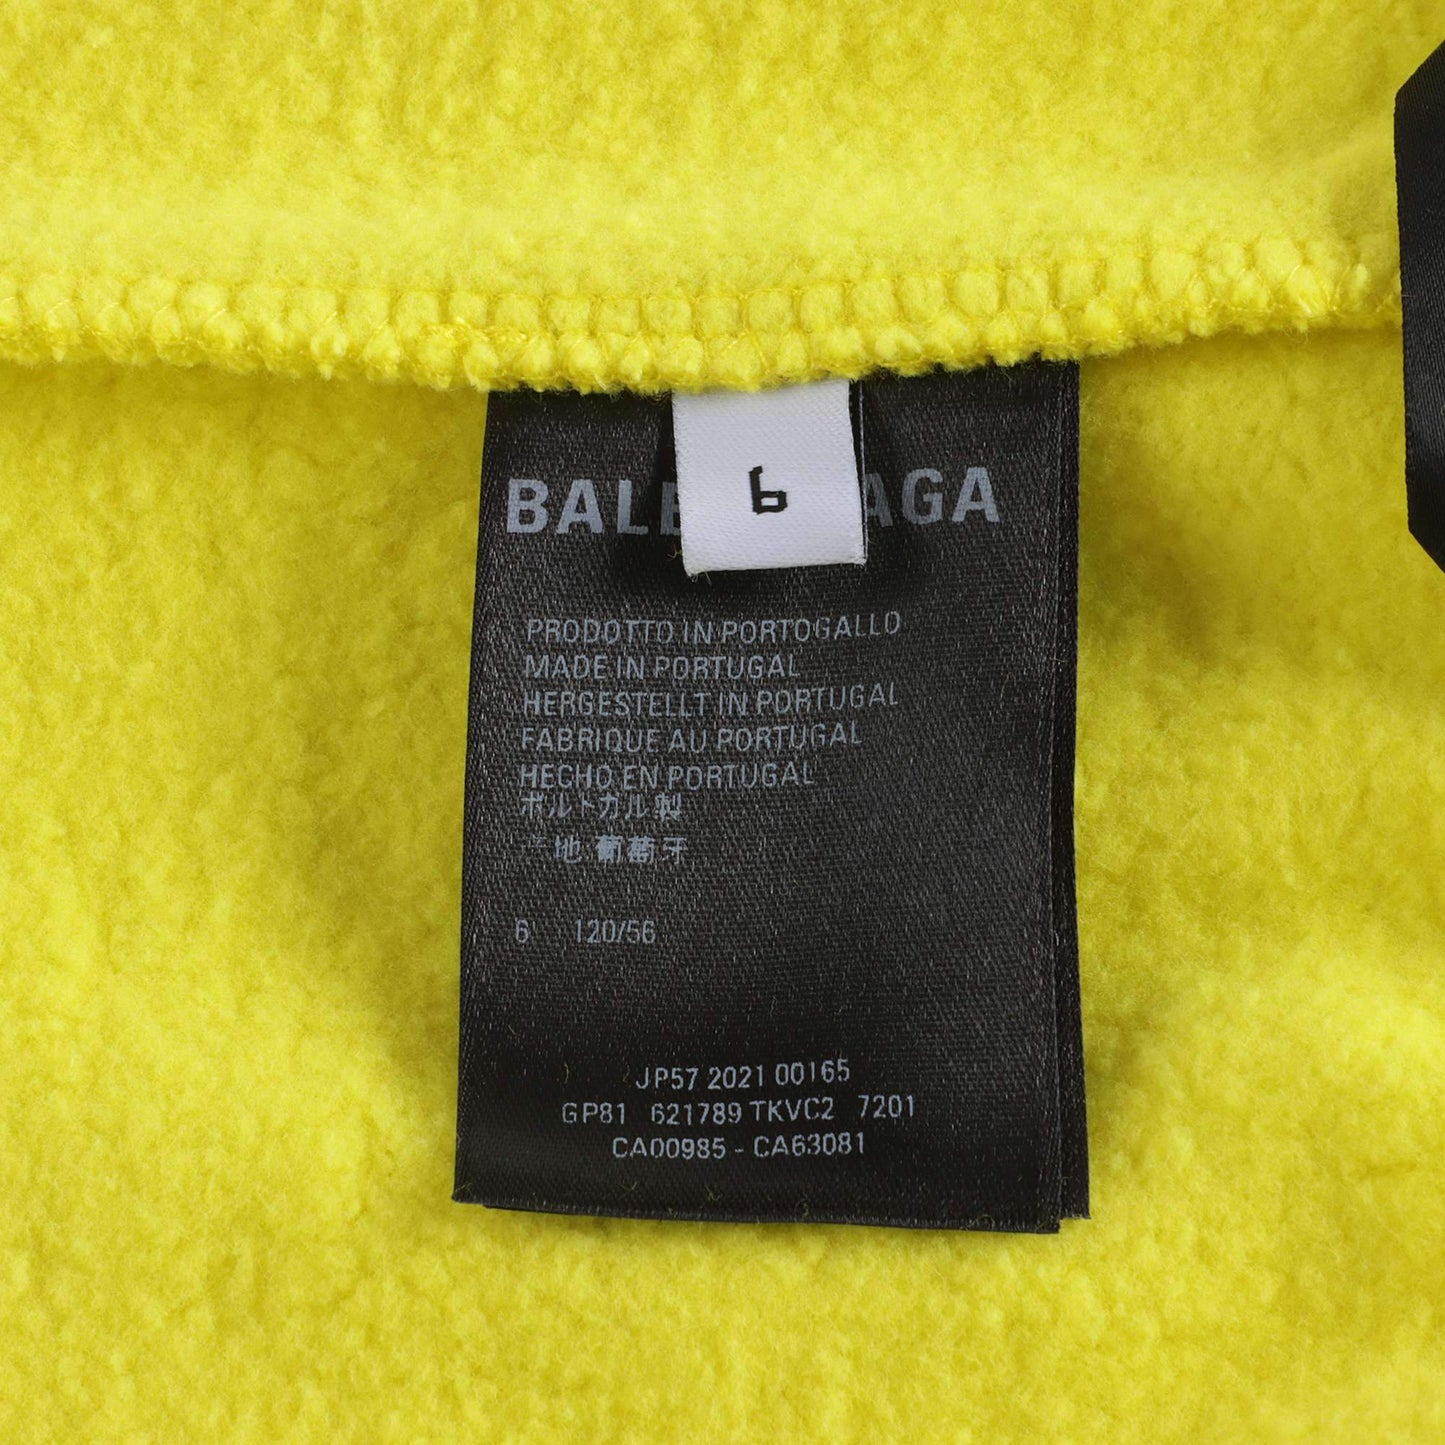 BALE AGA
6
PRODOTTO IN PORTOGALLO
MADE IN PORTUGAL
HERGESTELLT IN PORTUGAL
FABRIQUE AU PORTUGAL
HECHO EN PORTUGAL
ポルトガル製
地 葡萄牙
6 120/56
JP57 2021 00165
GP81 621789 TKVC2 7201
CA00985 - CA63081